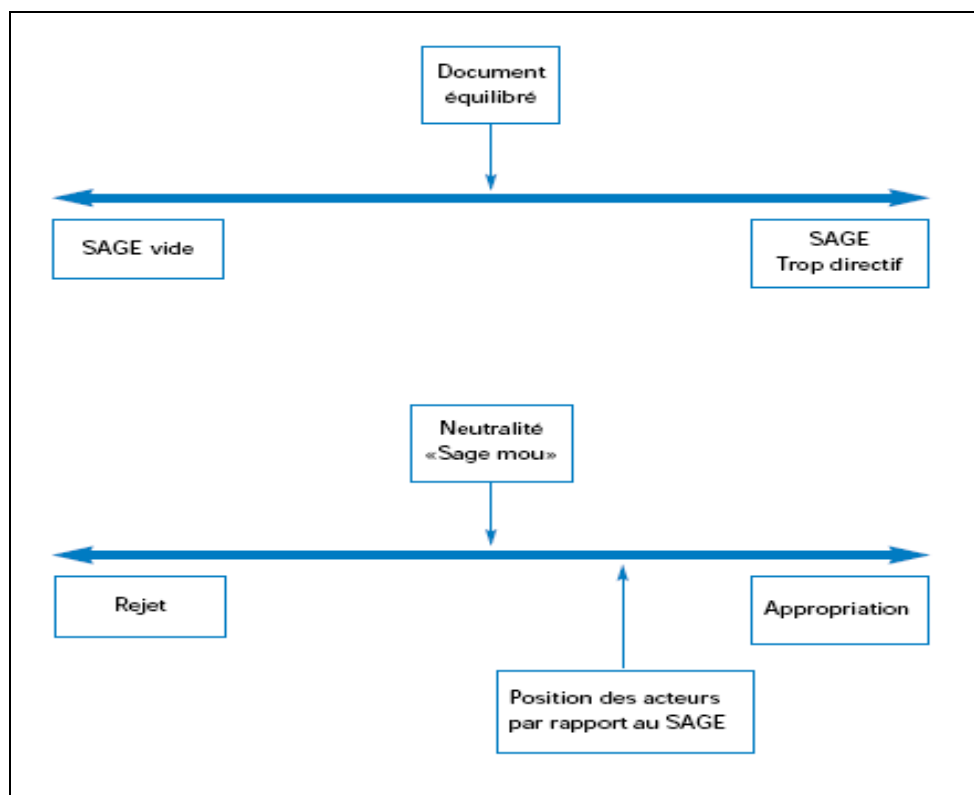 Document
équilibré
SAGE vide
SAGE
Trop directif
Neutralité
«Sage mou»
Rejet
Appropriation
Position des acteurs
par rapport au SAGE